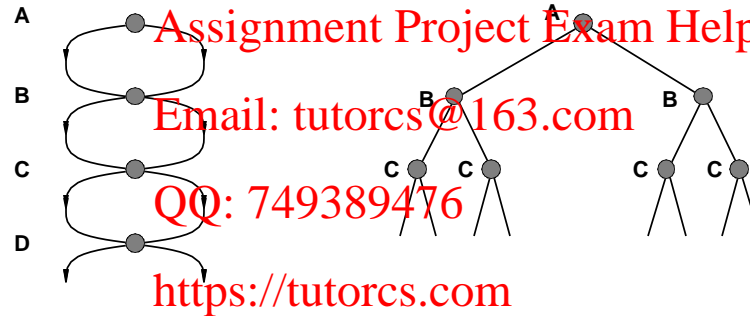 A
Assignment Project Exam Help
A
B
B
B
Email: tutorcs@163.com
C
C C
C C
QQ: 749389476
D
https://tutorcs.com